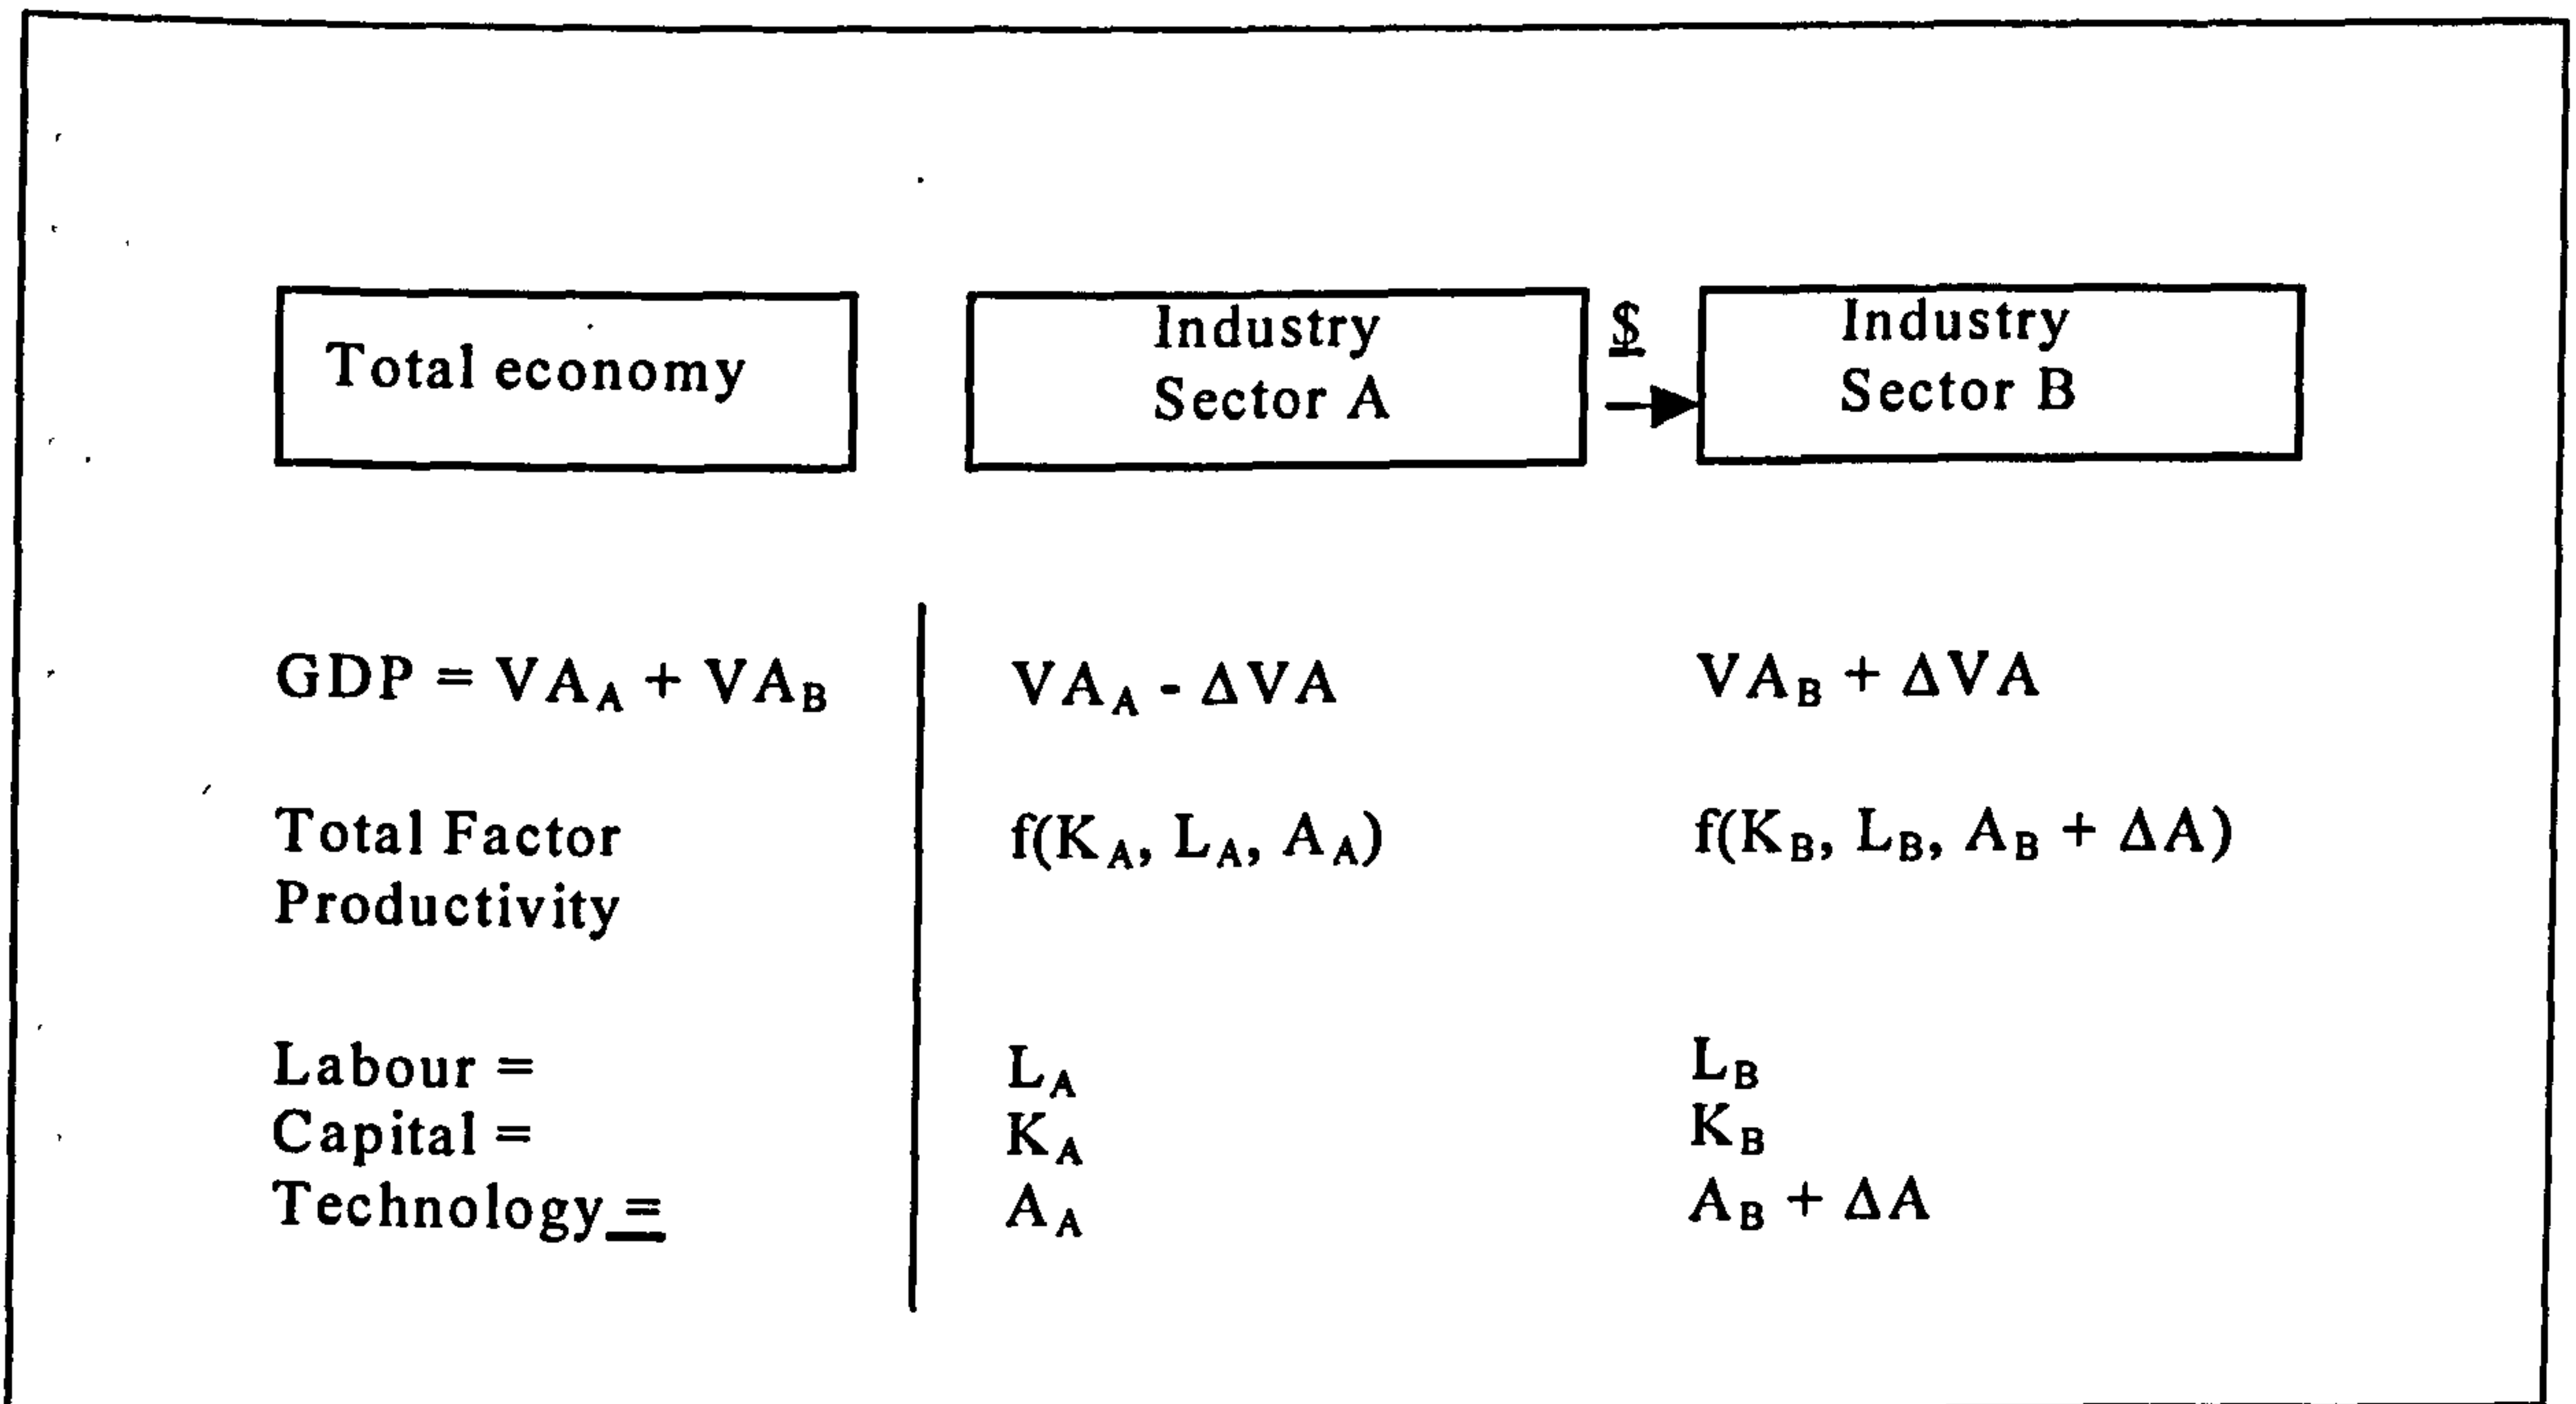 Total economy
Industry
Sector A
$
Industry
Sector B
GDP = VA_A + VA_B
VA_A - ΔVA
VA_B + ΔVA
Total Factor
Productivity
f(K_A, L_A, A_A)
f(K_B, L_B, A_B + ΔA)
Labour =
L_A
L_B
Capital =
K_A
K_B
Technology =
A_A
A_B + ΔA